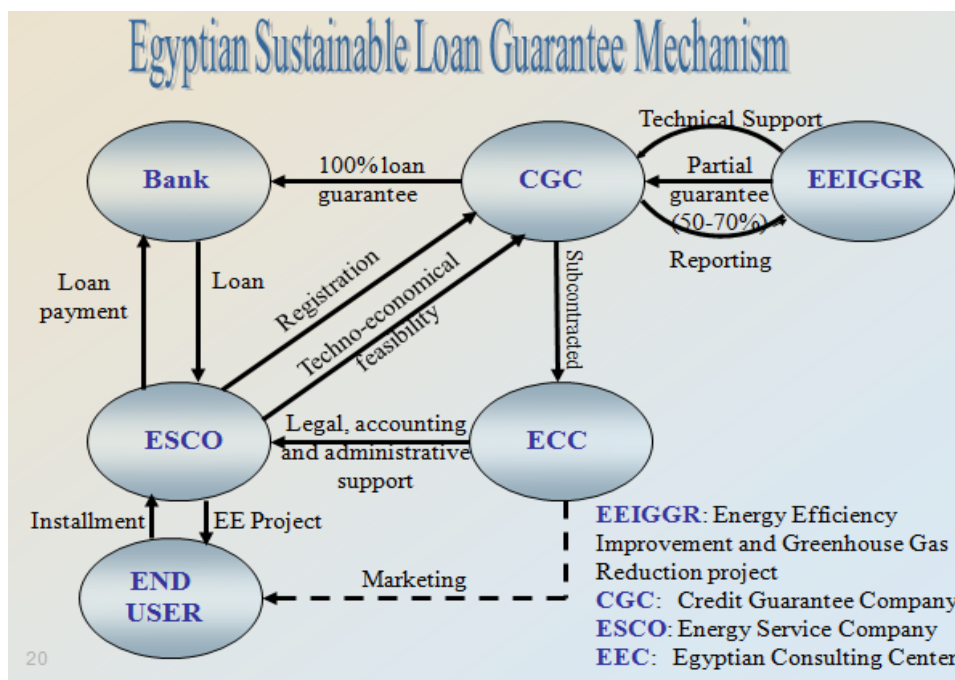 Egyptian Sustainable Loan Guarantee Mechanism
Technical Support
Bank
100% loan
guarantee
CGC
Partial
guarantee
(50-70%)
EEIGGR
Reporting
Loan
payment
Loan
Registration
Techno-economical
feasibility
Subcontracted
ESCO
Legal, accounting
and administrative
support
ECC
Installment
EE Project
END
USER
Marketing
EEIGGR: Energy Efficiency
Improvement and Greenhouse Gas
Reduction project
CGC: Credit Guarantee Company
ESCO: Energy Service Company
EEC: Egyptian Consulting Center
20